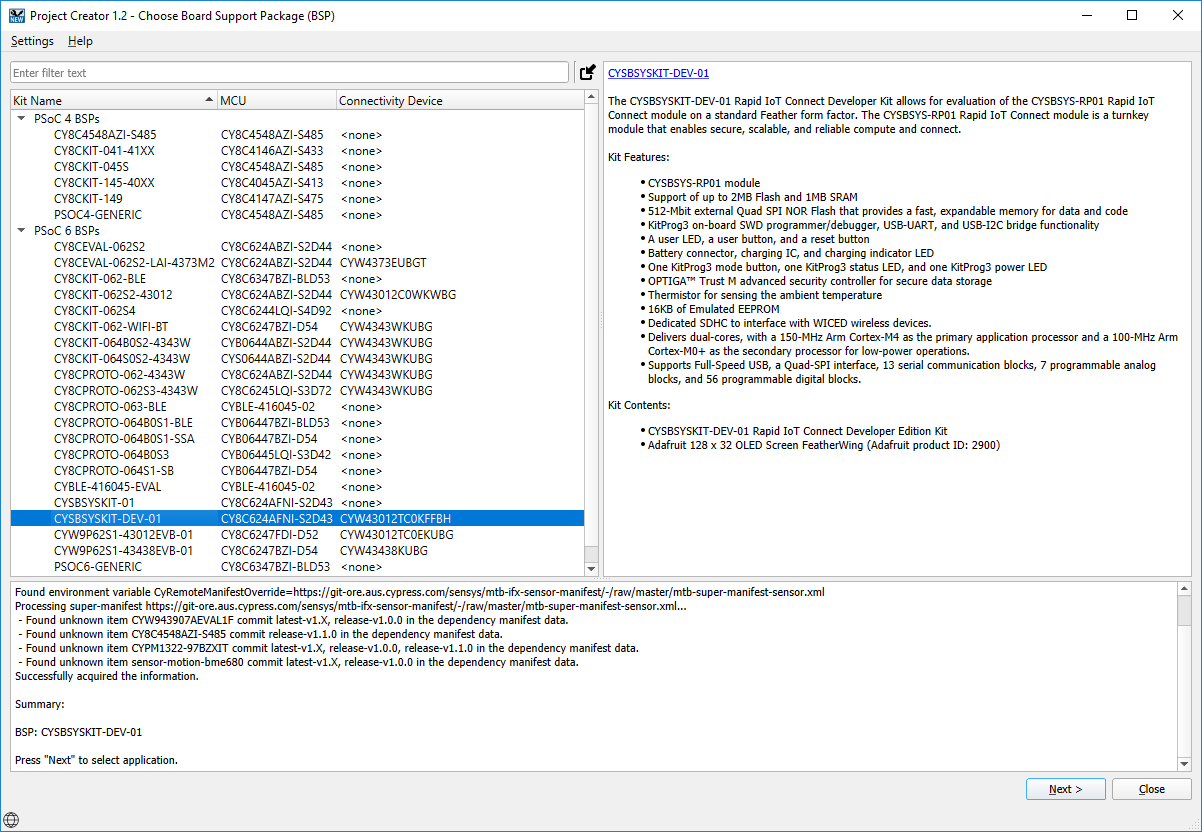 Project Creator 1.2 - Choose Board Support Package (BSP)
Settings Help
Enter filter text
Kit Name MCU Connectivity Device
PSoC 4 BSPs
CY8C4548AZI-S485 CY8C4548AZI-S485 <none>
CY8CKIT-041-41XX CY8C4146AZI-S433 <none>
CY8CKIT-045S CY8C4548AZI-S485 <none>
CY8CKIT-145-40XX CY8C4045AZI-S413 <none>
CY8CKIT-149 CY8C4147AZI-S475 <none>
PSOC4-GENERIC CY8C4548AZI-S485 <none>
PSoC 6 BSPs
CY8CEVAL-062S2 CY8C624ABZI-S2D44 <none>
CY8CEVAL-062S2-LAI-4373M2 CY8C624ABZI-S2D44 CYW4373EUBGT
CY8CKIT-062-BLE CY8C6347BZI-BLD53 <none>
CY8CKIT-062S2-43012 CY8C624ABZI-S2D44 CYW43012C0WKWBG
CY8CKIT-062S4 CY8C6244LQI-S4D92 <none>
CY8CKIT-062-WIFI-BT CY8C6247BZI-D54 CYW4343WKUBG
CY8CKIT-064B0S2-4343W CYB0644ABZI-S2D44 CYW4343WKUBG
CY8CKIT-064S0S2-4343W CYS0644ABZI-S2D44 CYW4343WKUBG
CY8CPROTO-062-4343W CY8C624ABZI-S2D44 CYW4343WKUBG
CY8CPROTO-062S3-4343W CY8C6245LQI-S3D72 CYW4343WKUBG
CY8CPROTO-063-BLE CYBLE-416045-02 <none>
CY8CPROTO-064B0S1-BLE CYB06447BZI-BLD53 <none>
CY8CPROTO-064B0S1-SSA CYB06447BZI-D54 <none>
CY8CPROTO-064B0S3 CYB06445LQI-S3D42 <none>
CY8CPROTO-064S1-SB CYB06447BZI-D54 <none>
CYBLE-416045-EVAL CYBLE-416045-02 <none>
CYSBSYSKIT-01 CY8C624AFNI-S2D43 <none>
CYSBSYSKIT-DEV-01 CY8C624AFNI-S2D43 CYW43012TC0KFFBH
CYW9P62S1-43012EVB-01 CY8C6247FDI-D52 CYW43012TC0EKUBG
CYW9P62S1-43438EVB-01 CY8C6247BZI-D54 CYW43438KUBG
PSOC6-GENERIC CY8C6347BZI-BLD53 <none>
CYSBSYSKIT-DEV-01
The CYSBSYSKIT-DEV-01 Rapid IoT Connect Developer Kit allows for evaluation of the CYSBSYS-RP01 Rapid IoT
Connect module on a standard Feather form factor. The CYSBSYS-RP01 Rapid IoT Connect module is a turnkey
module that enables secure, scalable, and reliable compute and connect.
Kit Features:
• CYSBSYS-RP01 module
• Support of up to 2MB Flash and 1MB SRAM
• 512-Mbit external Quad SPI NOR Flash that provides a fast, expandable memory for data and code
• KitProg3 on-board SWD programmer/debugger, USB-UART, and USB-I2C bridge functionality
• A user LED, a user button, and a reset button
• Battery connector, charging IC, and charging indicator LED
• One KitProg3 mode button, one KitProg3 status LED, and one KitProg3 power LED
• OPTIGA™ Trust M advanced security controller for secure data storage
• Thermistor for sensing the ambient temperature
• 16KB of Emulated EEPROM
• Dedicated SDHC to interface with WICED wireless devices.
• Delivers dual-cores, with a 150-MHz Arm Cortex-M4 as the primary application processor and a 100-MHz Arm
Cortex-M0+ as the secondary processor for low-power operations.
• Supports Full-Speed USB, a Quad-SPI interface, 13 serial communication blocks, 7 programmable analog
blocks, and 56 programmable digital blocks.
Kit Contents:
• CYSBSYSKIT-DEV-01 Rapid IoT Connect Developer Edition Kit
• Adafruit 128 x 32 OLED Screen FeatherWing (Adafruit product ID: 2900)
Found environment variable CyRemoteManifestOverride=https://git-ore.aus.cypress.com/sensys/mtb-ifx-sensor-manifest/-/raw/master/mtb-super-manifest-sensor.xml
Processing super-manifest https://git-ore.aus.cypress.com/sensys/mtb-ifx-sensor-manifest/-/raw/master/mtb-super-manifest-sensor.xml...
- Found unknown item CYW943907AEVAL1F commit latest-v1.X, release-v1.0.0 in the dependency manifest data.
- Found unknown item CY8C4548AZI-S485 commit release-v1.1.0 in the dependency manifest data.
- Found unknown item CYPM1322-97BZXIT commit latest-v1.X, release-v1.0.0, release-v1.1.0 in the dependency manifest data.
- Found unknown item sensor-motion-bme680 commit latest-v1.X, release-v1.0.0 in the dependency manifest data.
Successfully acquired the information.
Summary:
BSP: CYSBSYSKIT-DEV-01
Press "Next" to select application.
Next > Close